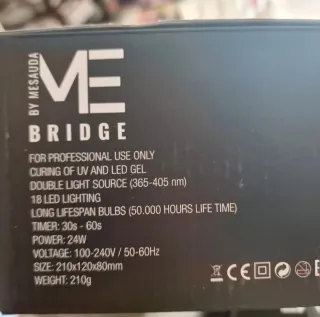 ME
BY MESAUDA
BRIDGE
FOR PROFESSIONAL USE ONLY
CURING OF UV AND LED GEL
DOUBLE LIGHT SOURCE (365-405 nm)
18 LED LIGHTING
LONG LIFESPAN BULBS (50.000 HOURS LIFE TIME)
TIMER: 30s - 60s
POWER: 24W
VOLTAGE: 100-240V / 50-60Hz
SIZE: 210x120x80mm
WEIGHT: 210g
CE